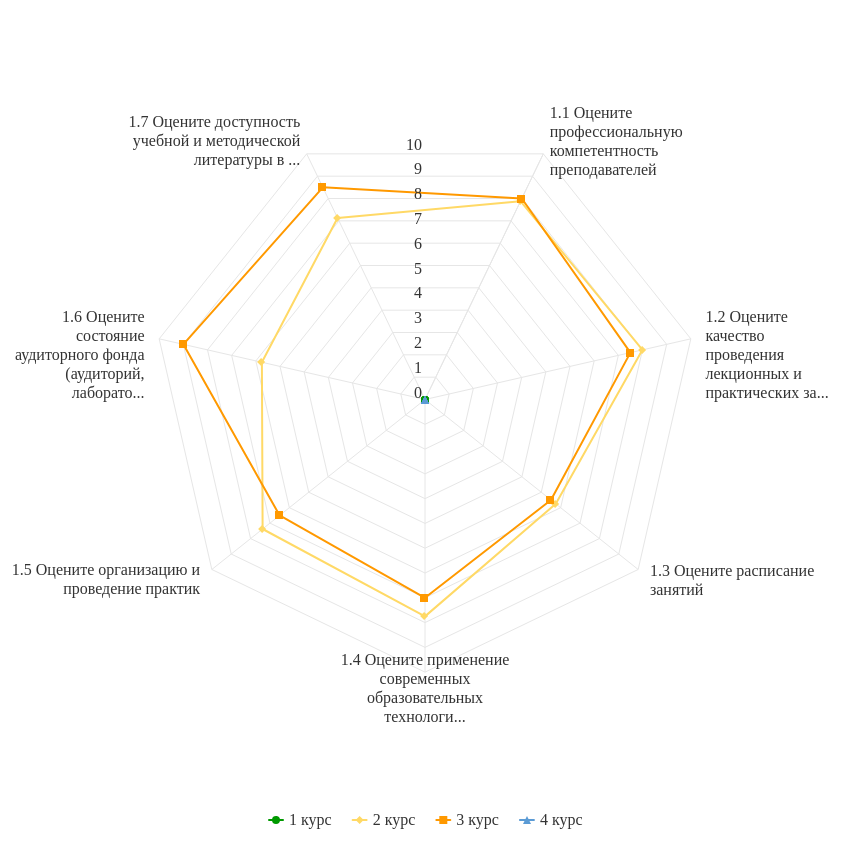 1.7 Оцените доступность
учебной и методической
литературы в ...
1.1 Оцените
профессиональную
компетентность
преподавателей
10
9
8
7
6
5
4
3
2
1
0
1.6 Оцените
состояние
аудиторного фонда
(аудиторий,
лаборато...
1.2 Оцените
качество
проведения
лекционных и
практических за...
1.5 Оцените организацию и
проведение практик
1.3 Оцените расписание
занятий
1.4 Оцените применение
современных
образовательных
технологи...
1 курс 2 курс 3 курс 4 курс